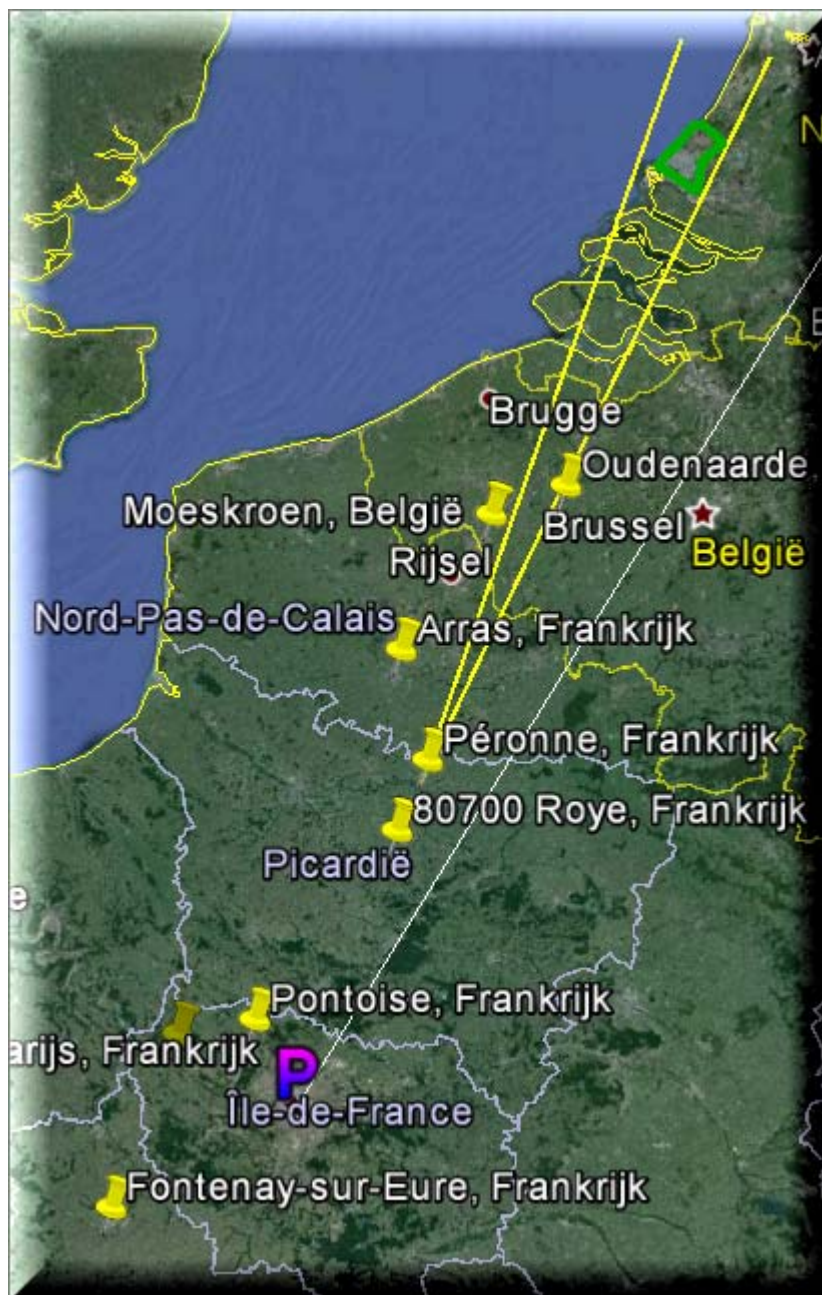 Brugge
Oudenaarde,
Moeskroen, België
Brussel
België
Rijsel
Nord-Pas-de-Calais
Arras, Frankrijk
Péronne, Frankrijk
80700 Roye, Frankrijk
Picardië
e
Pontoise, Frankrijk
arijs, Frankrijk
P
Île-de-France
Fontenay-sur-Eure, Frankrijk